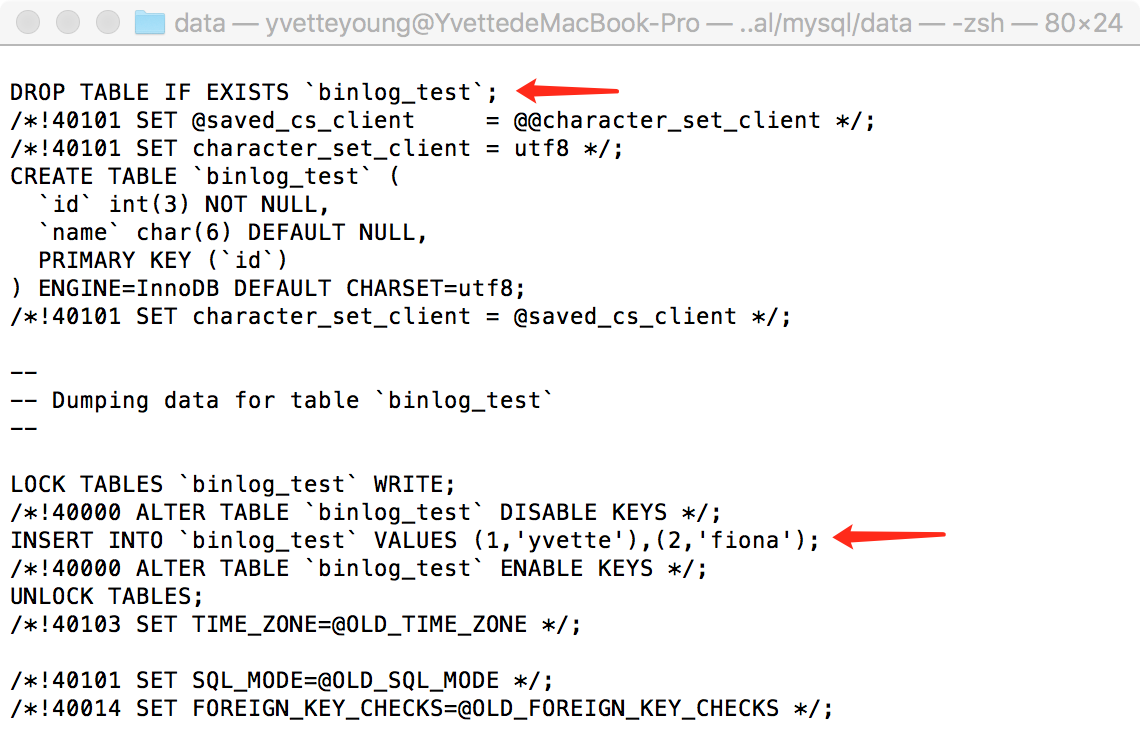 data — yvetteyoung@YvettedeMacBook-Pro — ..al/mysql/data — -zsh — 80×24
DROP TABLE IF EXISTS `binlog_test`;
/*!40101 SET @saved_cs_client     = @@character_set_client */;
/*!40101 SET character_set_client = utf8 */;
CREATE TABLE `binlog_test` (
  `id` int(3) NOT NULL,
  `name` char(6) DEFAULT NULL,
  PRIMARY KEY (`id`)
) ENGINE=InnoDB DEFAULT CHARSET=utf8;
/*!40101 SET character_set_client = @saved_cs_client */;
--
-- Dumping data for table `binlog_test`
--
LOCK TABLES `binlog_test` WRITE;
/*!40000 ALTER TABLE `binlog_test` DISABLE KEYS */;
INSERT INTO `binlog_test` VALUES (1,'yvette'),(2,'fiona');
/*!40000 ALTER TABLE `binlog_test` ENABLE KEYS */;
UNLOCK TABLES;
/*!40103 SET TIME_ZONE=@OLD_TIME_ZONE */;
/*!40101 SET SQL_MODE=@OLD_SQL_MODE */;
/*!40014 SET FOREIGN_KEY_CHECKS=@OLD_FOREIGN_KEY_CHECKS */;